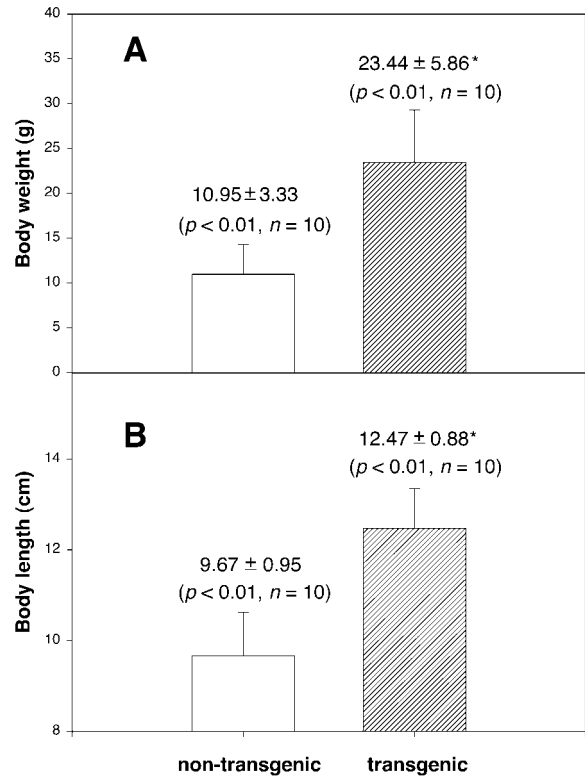 40
35
30
25
20
15
10
5
0
Body weight (g)
A
23.44 ± 5.86*
(p < 0.01, n = 10)
10.95±3.33
(p < 0.01, n = 10)
14
12
10
8
Body length (cm)
B
12.47 ± 0.88*
(p < 0.01, n = 10)
9.67 ± 0.95
(p < 0.01, n = 10)
non-transgenic transgenic